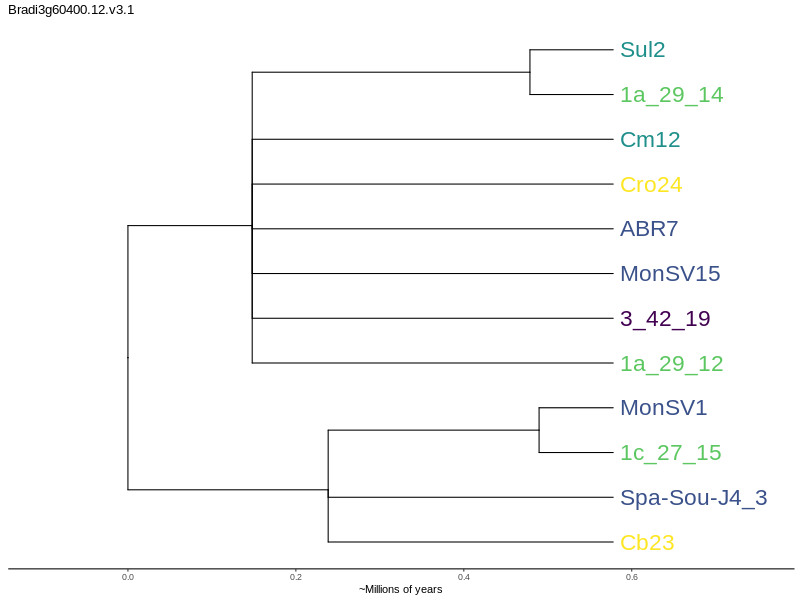 Bradi3g60400.12.v3.1
Sul2
1a_29_14
Cm12
Cro24
ABR7
MonSV15
3_42_19
1a_29_12
MonSV1
1c_27_15
Spa-Sou-J4_3
Cb23
0.0 0.2 0.4 0.6
~Millions of years